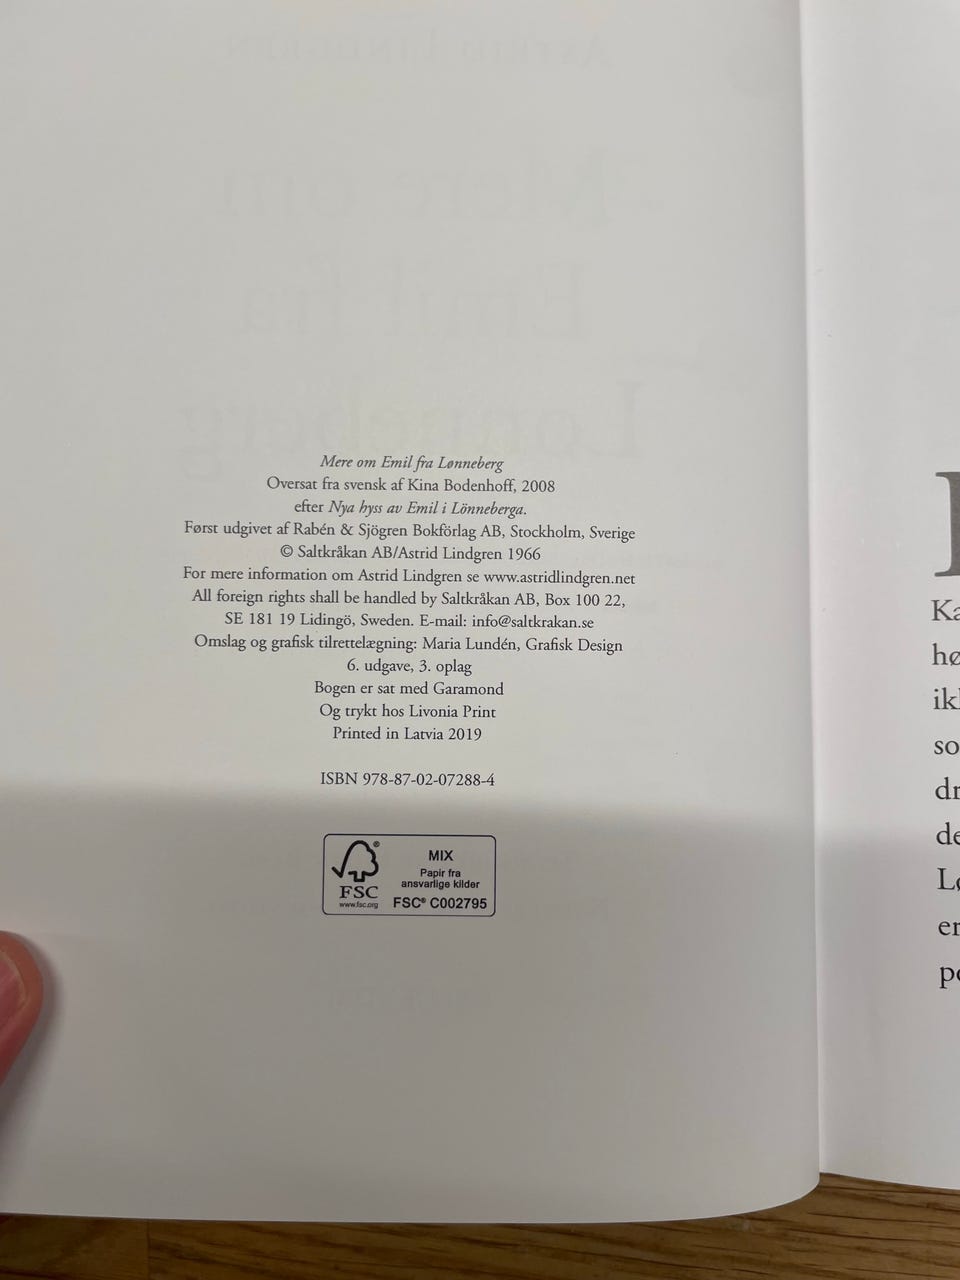 Mere om Emil fra Lønneberg
Oversat fra svensk af Kina Bodenhoff, 2008
efter Nya hyss av Emil i Lönneberga.
Først udgivet af Rabén & Sjögren Bokförlag AB, Stockholm, Sverige
© Saltkråkan AB/Astrid Lindgren 1966
For mere information om Astrid Lindgren se www.astridlindgren.net
All foreign rights shall be handled by Saltkråkan AB, Box 100 22,
SE 181 19 Lidingö, Sweden. E-mail: info@saltkrakan.se
Omslag og grafisk tilrettelægning: Maria Lundén, Grafisk Design
6. udgave, 3. oplag
Bogen er sat med Garamond
Og trykt hos Livonia Print
Printed in Latvia 2019
ISBN 978-87-02-07288-4
FSC®
www.fsc.org
MIX
Papir fra
ansvarlige kilder
FSC® C002795